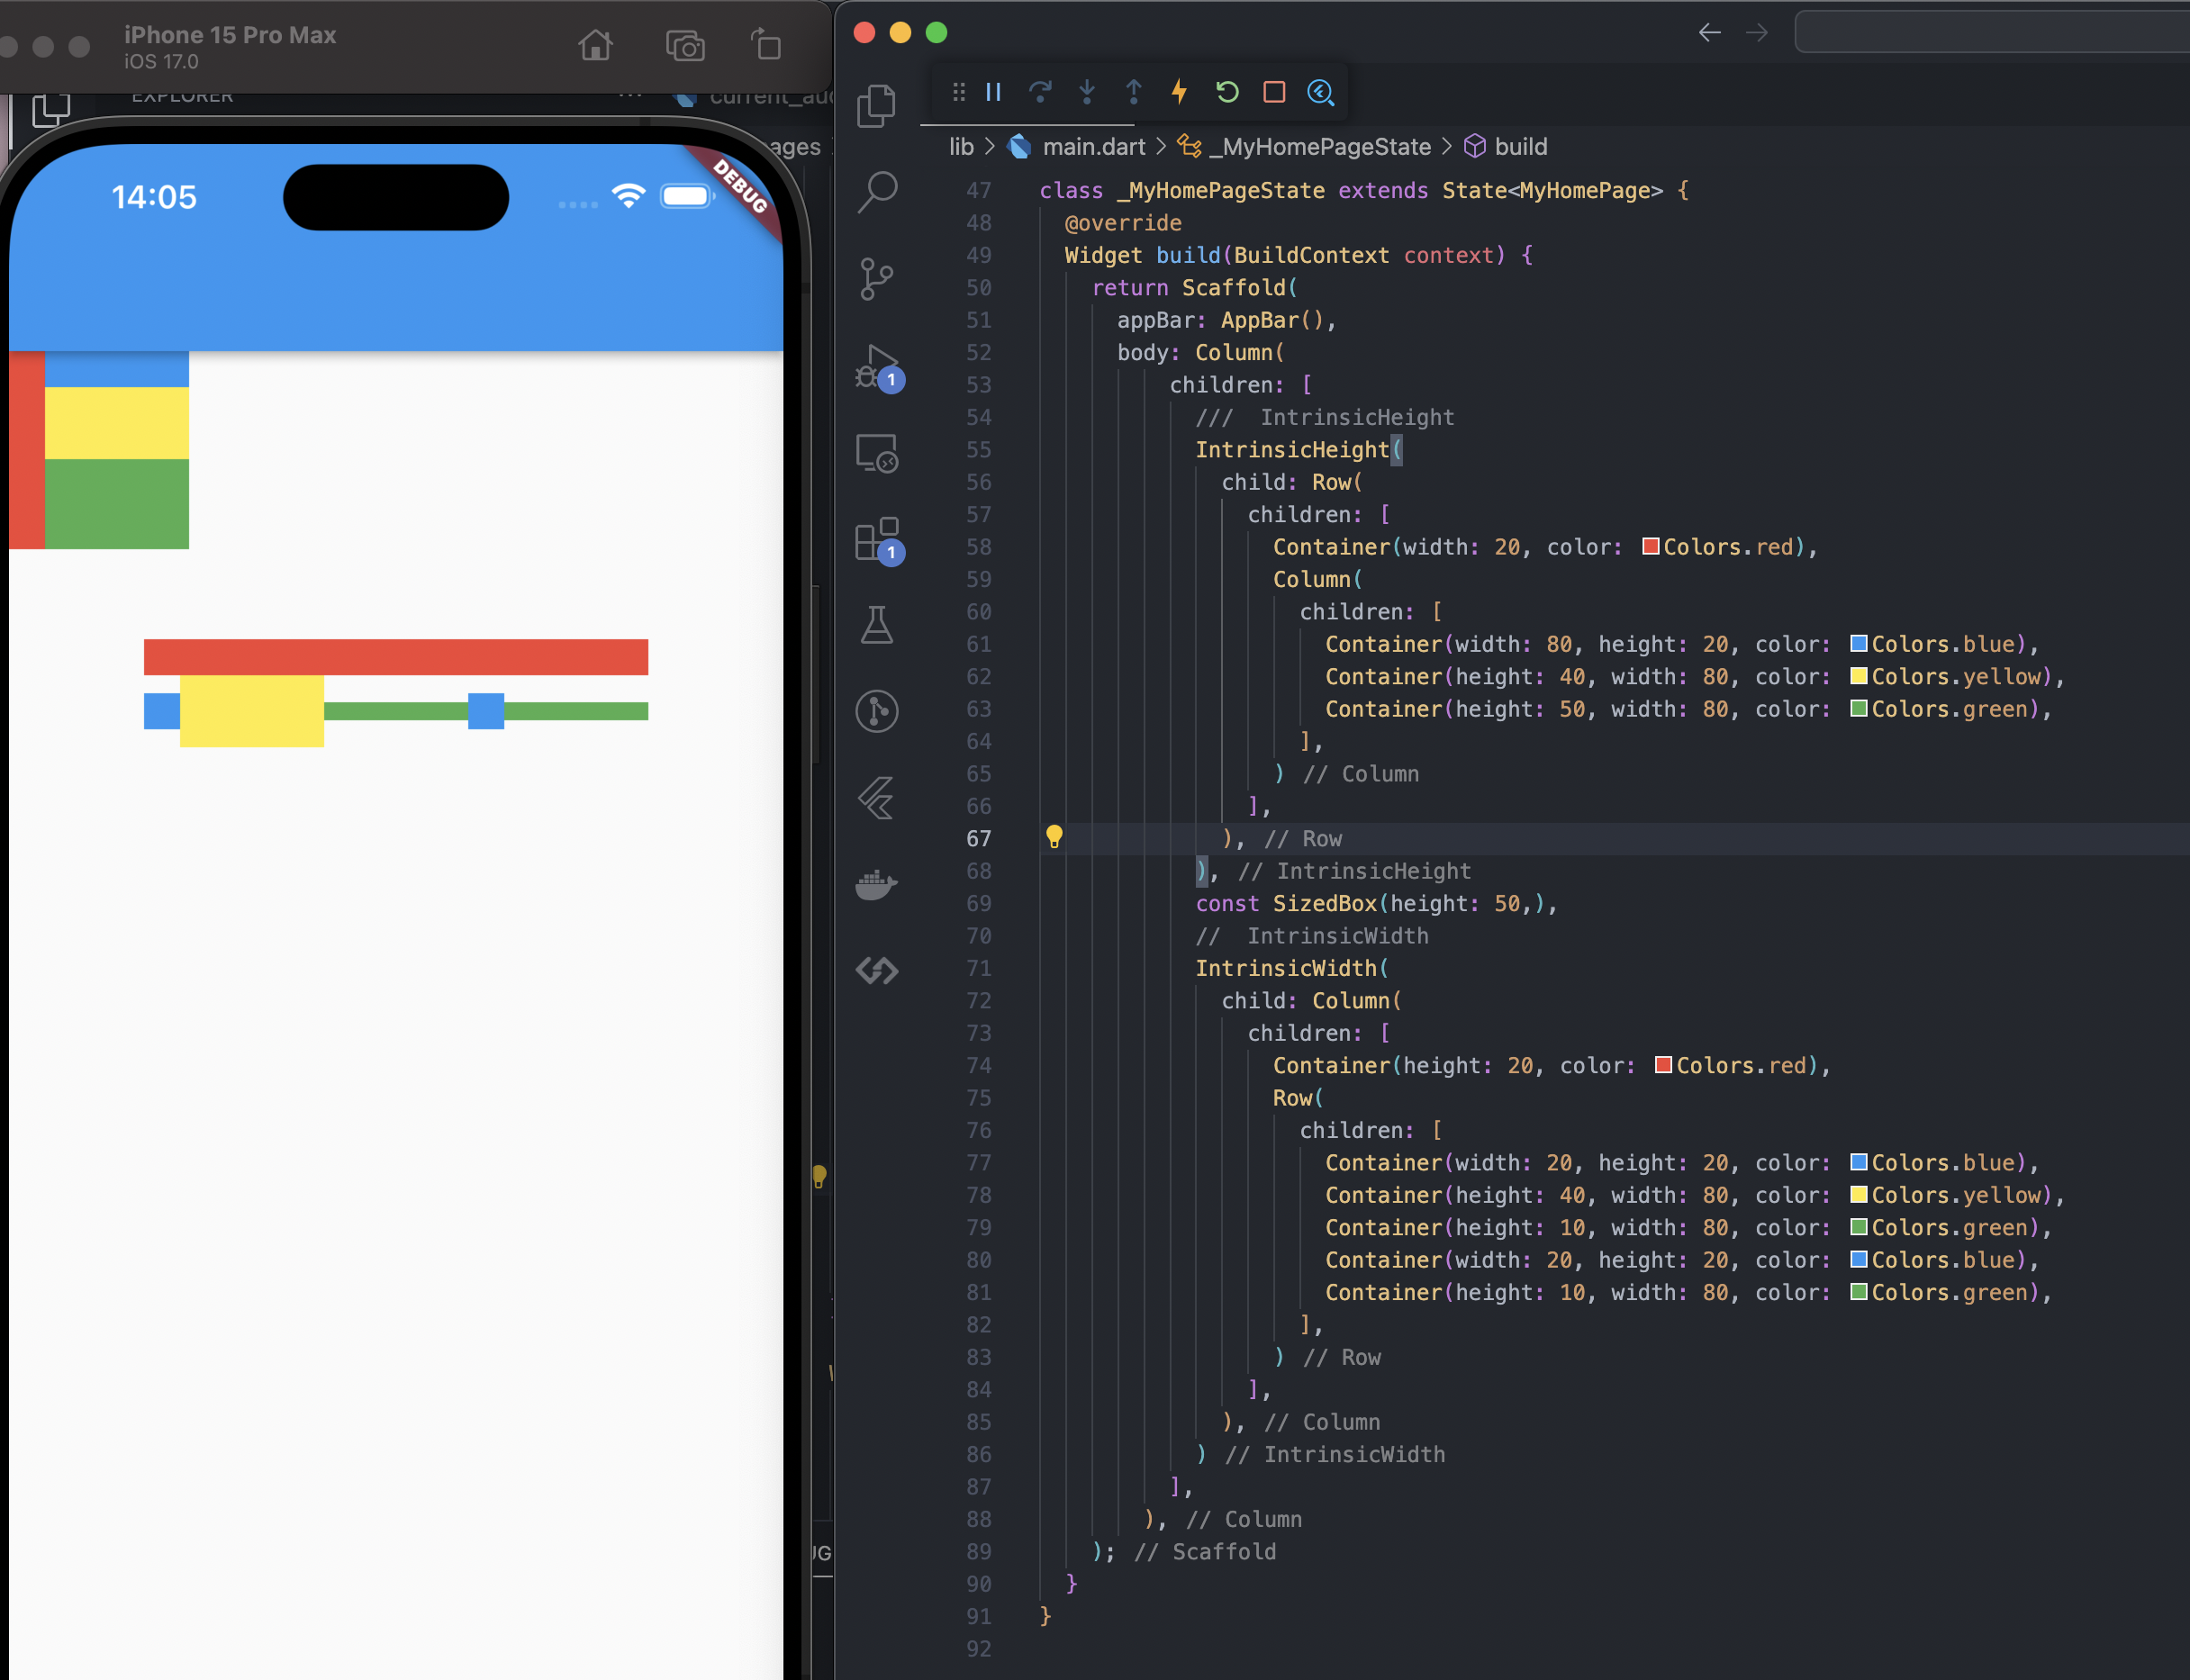 iPhone 15 Pro Max
iOS 17.0
EXPLORER
14:05
DEBUG
1
1
lib > main.dart > _MyHomePageState > build
47 class _MyHomePageState extends State<MyHomePage> {
48 @override
49 Widget build(BuildContext context) {
50 return Scaffold(
51 appBar: AppBar(),
52 body: Column(
53 children: [
54 /// IntrinsicHeight
55 IntrinsicHeight(
56 child: Row(
57 children: [
58 Container(width: 20, color: Colors.red),
59 Column(
60 children: [
61 Container(width: 80, height: 20, color: Colors.blue),
62 Container(height: 40, width: 80, color: Colors.yellow),
63 Container(height: 50, width: 80, color: Colors.green),
64 ],
65 ) // Column
66 ],
67 ), // Row
68 ), // IntrinsicHeight
69 const SizedBox(height: 50,),
70 // IntrinsicWidth
71 IntrinsicWidth(
72 child: Column(
73 children: [
74 Container(height: 20, color: Colors.red),
75 Row(
76 children: [
77 Container(width: 20, height: 20, color: Colors.blue),
78 Container(height: 40, width: 80, color: Colors.yellow),
79 Container(height: 10, width: 80, color: Colors.green),
80 Container(width: 20, height: 20, color: Colors.blue),
81 Container(height: 10, width: 80, color: Colors.green),
82 ],
83 ) // Row
84 ],
85 ), // Column
86 ) // IntrinsicWidth
87 ],
88 ), // Column
89 ); // Scaffold
90 }
91 }
92